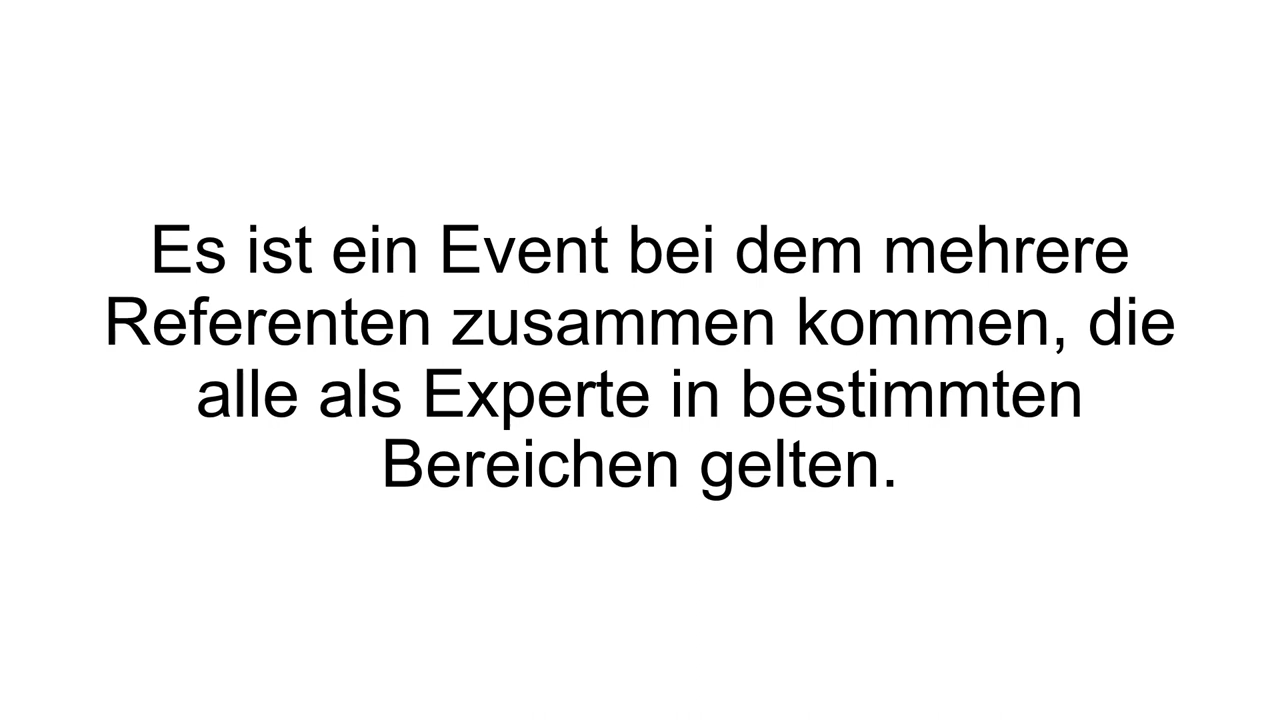 Es ist ein Event bei dem mehrere
Referenten zusammen kommen, die
alle als Experte in bestimmten
Bereichen gelten.